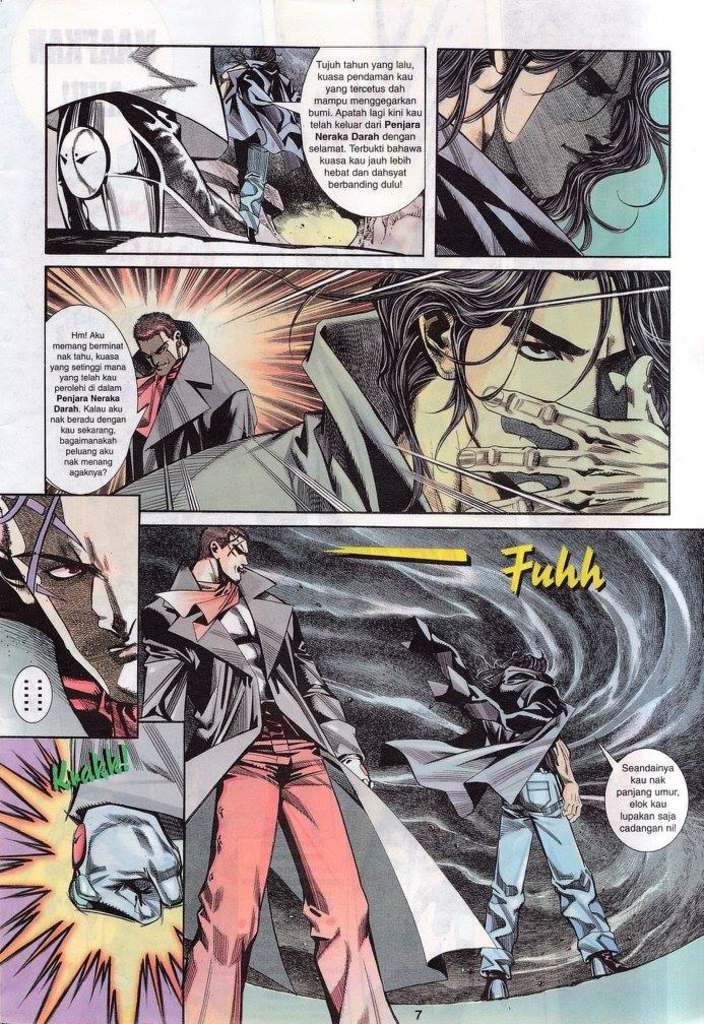 Tujuh tahun yang lalu,
kuasa pendaman kau
yang tercetus dah
mampu menggegarkan
bumi. Apatah lagi kini kau
telah keluar dari Penjara
Neraka Darah dengan
selamat. Terbukti bahawa
kuasa kau jauh lebih
hebat dan dahsyat
berbanding dulu!
Hm! Aku
memang berminat
nak tahu, kuasa
yang setinggi mana
yang telah kau
perolehi di dalam
Penjara Neraka
Darah. Kalau aku
nak beradu dengan
kau sekarang,
bagaimanakah
peluang aku
nak menang
agaknya?
Fuhh
Krakk!
Seandainya
kau nak
panjang umur,
elok kau
lupakan saja
cadangan ni!
7